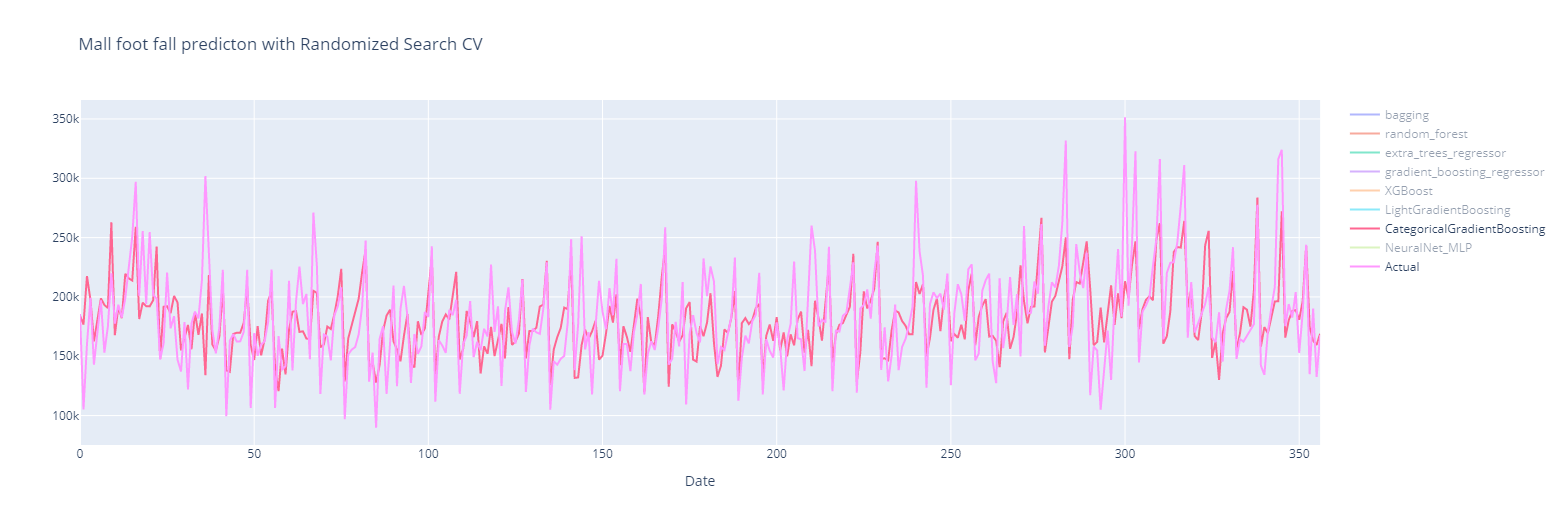 Mall foot fall predicton with Randomized Search CV
350k
300k
250k
200k
150k
100k
0 50 100 150 200 250 300 350
Date
bagging
random_forest
extra_trees_regressor
gradient_boosting_regressor
XGBoost
LightGradientBoosting
CategoricalGradientBoosting
NeuralNet_MLP
Actual